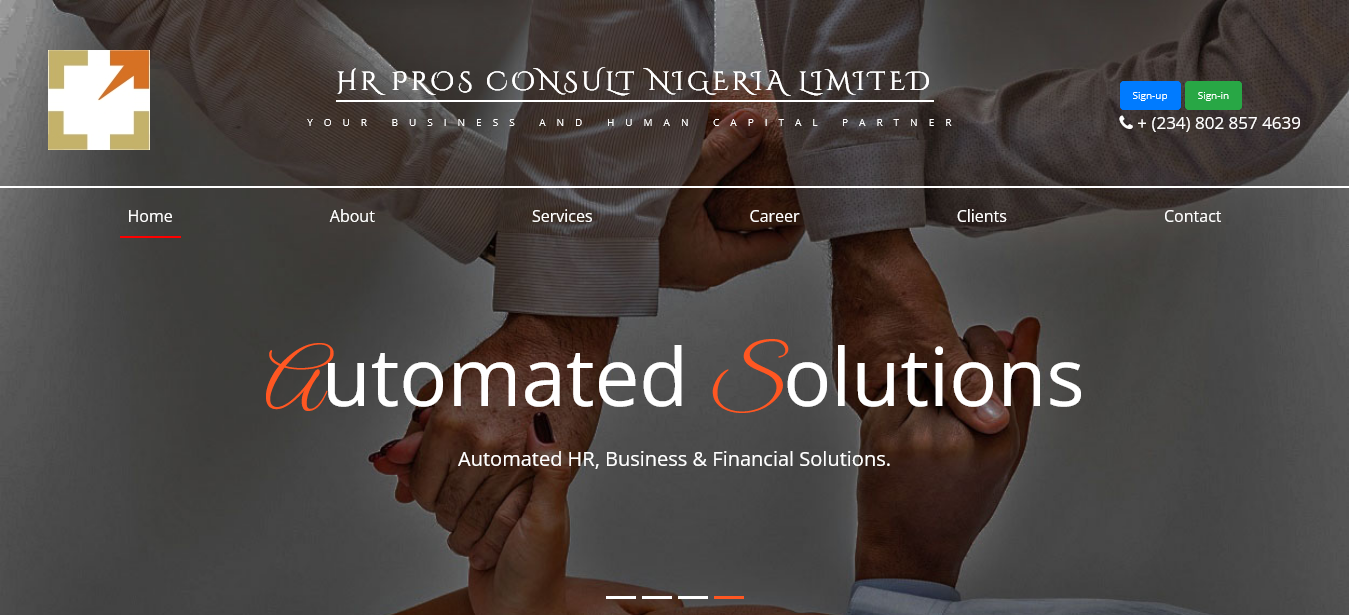 HR PROS CONSULT NIGERIA LIMITED
YOUR BUSINESS AND HUMAN CAPITAL PARTNER
Sign-up Sign-in
+ (234) 802 857 4639
Home About Services Career Clients Contact
Automated Solutions
Automated HR, Business & Financial Solutions.